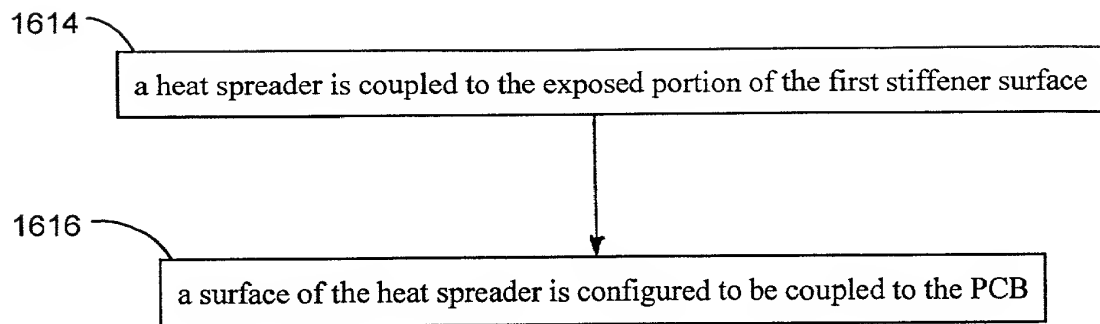 1614
a heat spreader is coupled to the exposed portion of the first stiffener surface
1616
a surface of the heat spreader is configured to be coupled to the PCB